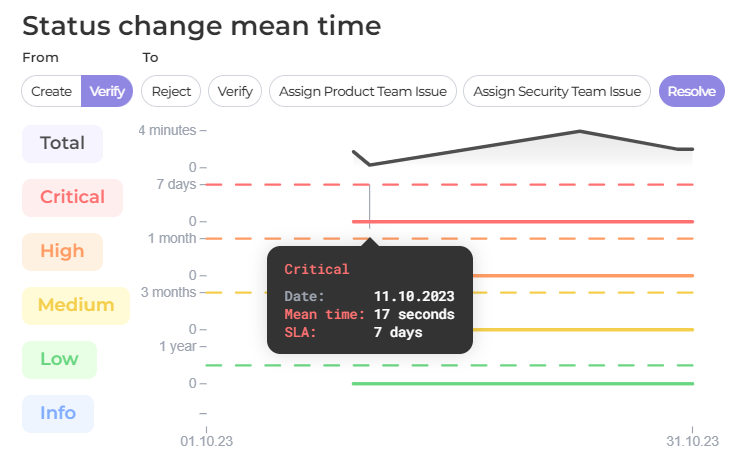 Status change mean time
From To
Create Verify Reject Verify Assign Product Team Issue Assign Security Team Issue Resolve
Total 4 minutes
0
7 days
Critical
0
1 month
High
0
3 months
Medium
0
1 year
Low
0
Info
Critical
Date: 11.10.2023
Mean time: 17 seconds
SLA: 7 days
01.10.23 31.10.23